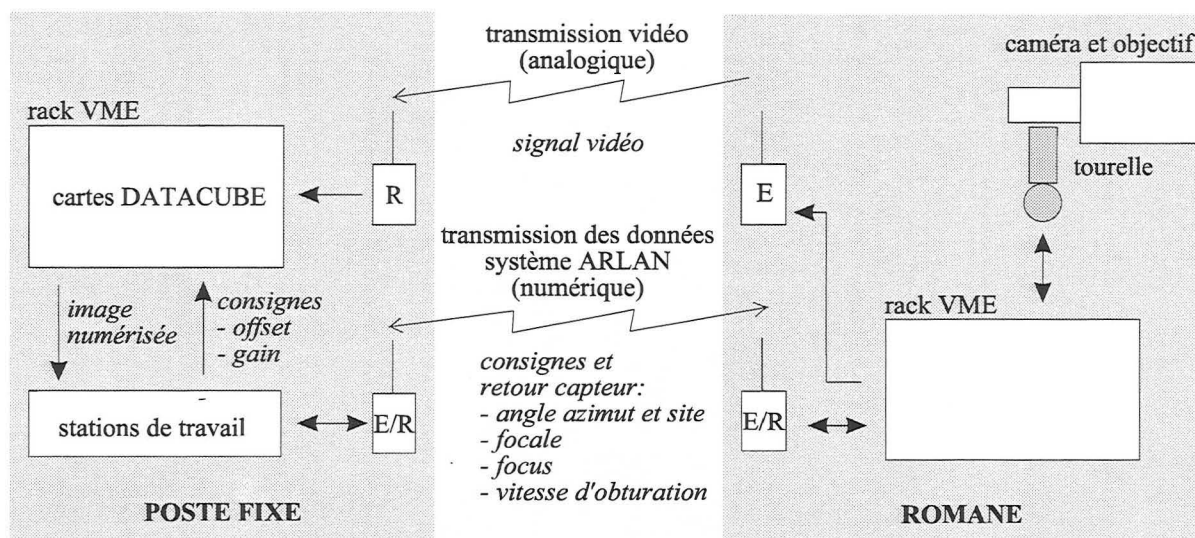 transmission vidéo
(analogique)
caméra et objectif
rack VME
signal vidéo
tourelle
cartes DATACUBE
R
E
transmission des données
système ARLAN
(numérique)
image
numérisée
consignes
- offset
- gain
rack VME
consignes et
retour capteur:
- angle azimut et site
- focale
- focus
- vitesse d'obturation
stations de travail
E/R
E/R
POSTE FIXE
ROMANE